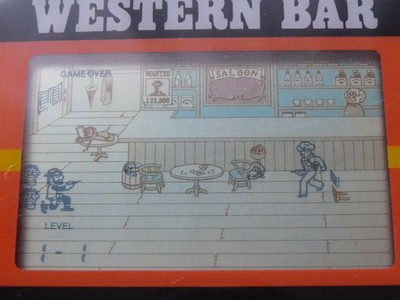 WESTERN BAR
GAME OVER
WANTED
SALOON
LEVEL
1-1